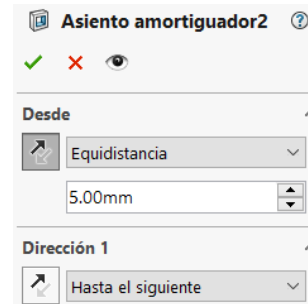 Asiento amortiguador2
Desde
Equidistancia
5.00mm
Dirección 1
Hasta el siguiente